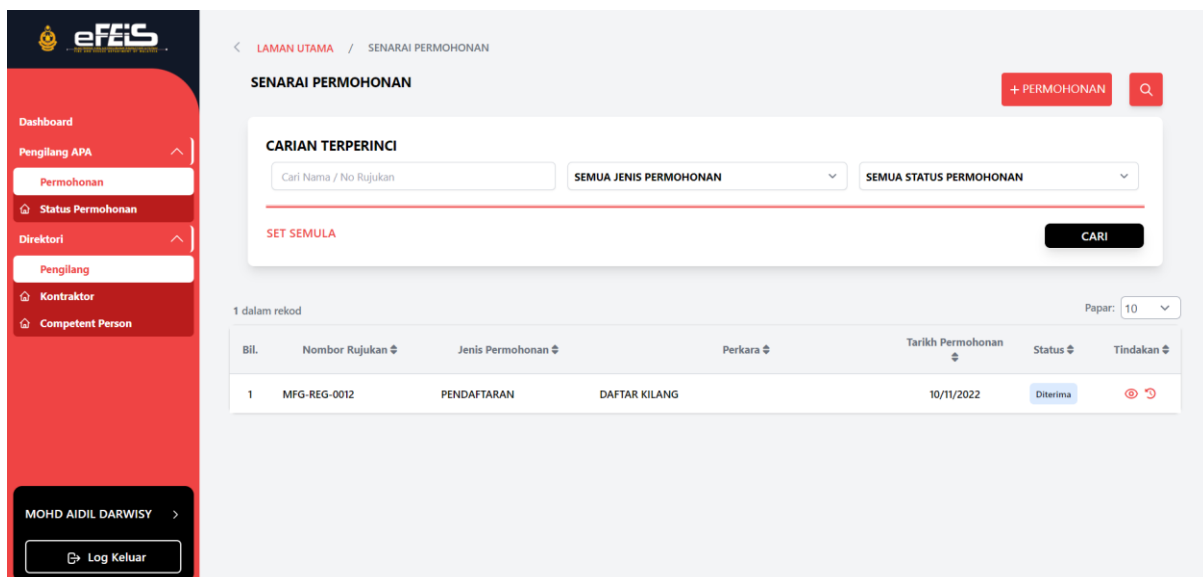 eFEiS
LAMAN UTAMA / SENARAI PERMOHONAN
SENARAI PERMOHONAN
+ PERMOHONAN
Dashboard
Pengilang APA
Permohonan
Status Permohonan
Direktori
Pengilang
Kontraktor
Competent Person
CARIAN TERPERINCI
Cari Nama / No Rujukan
SEMUA JENIS PERMOHONAN
SEMUA STATUS PERMOHONAN
SET SEMULA
CARI
1 dalam rekod
Papar: 10
Bil. Nombor Rujukan Jenis Permohonan Perkara Tarikh Permohonan Status Tindakan
1 MFG-REG-0012 PENDAFTARAN DAFTAR KILANG 10/11/2022 Diterima
MOHD AIDIL DARWISY
Log Keluar